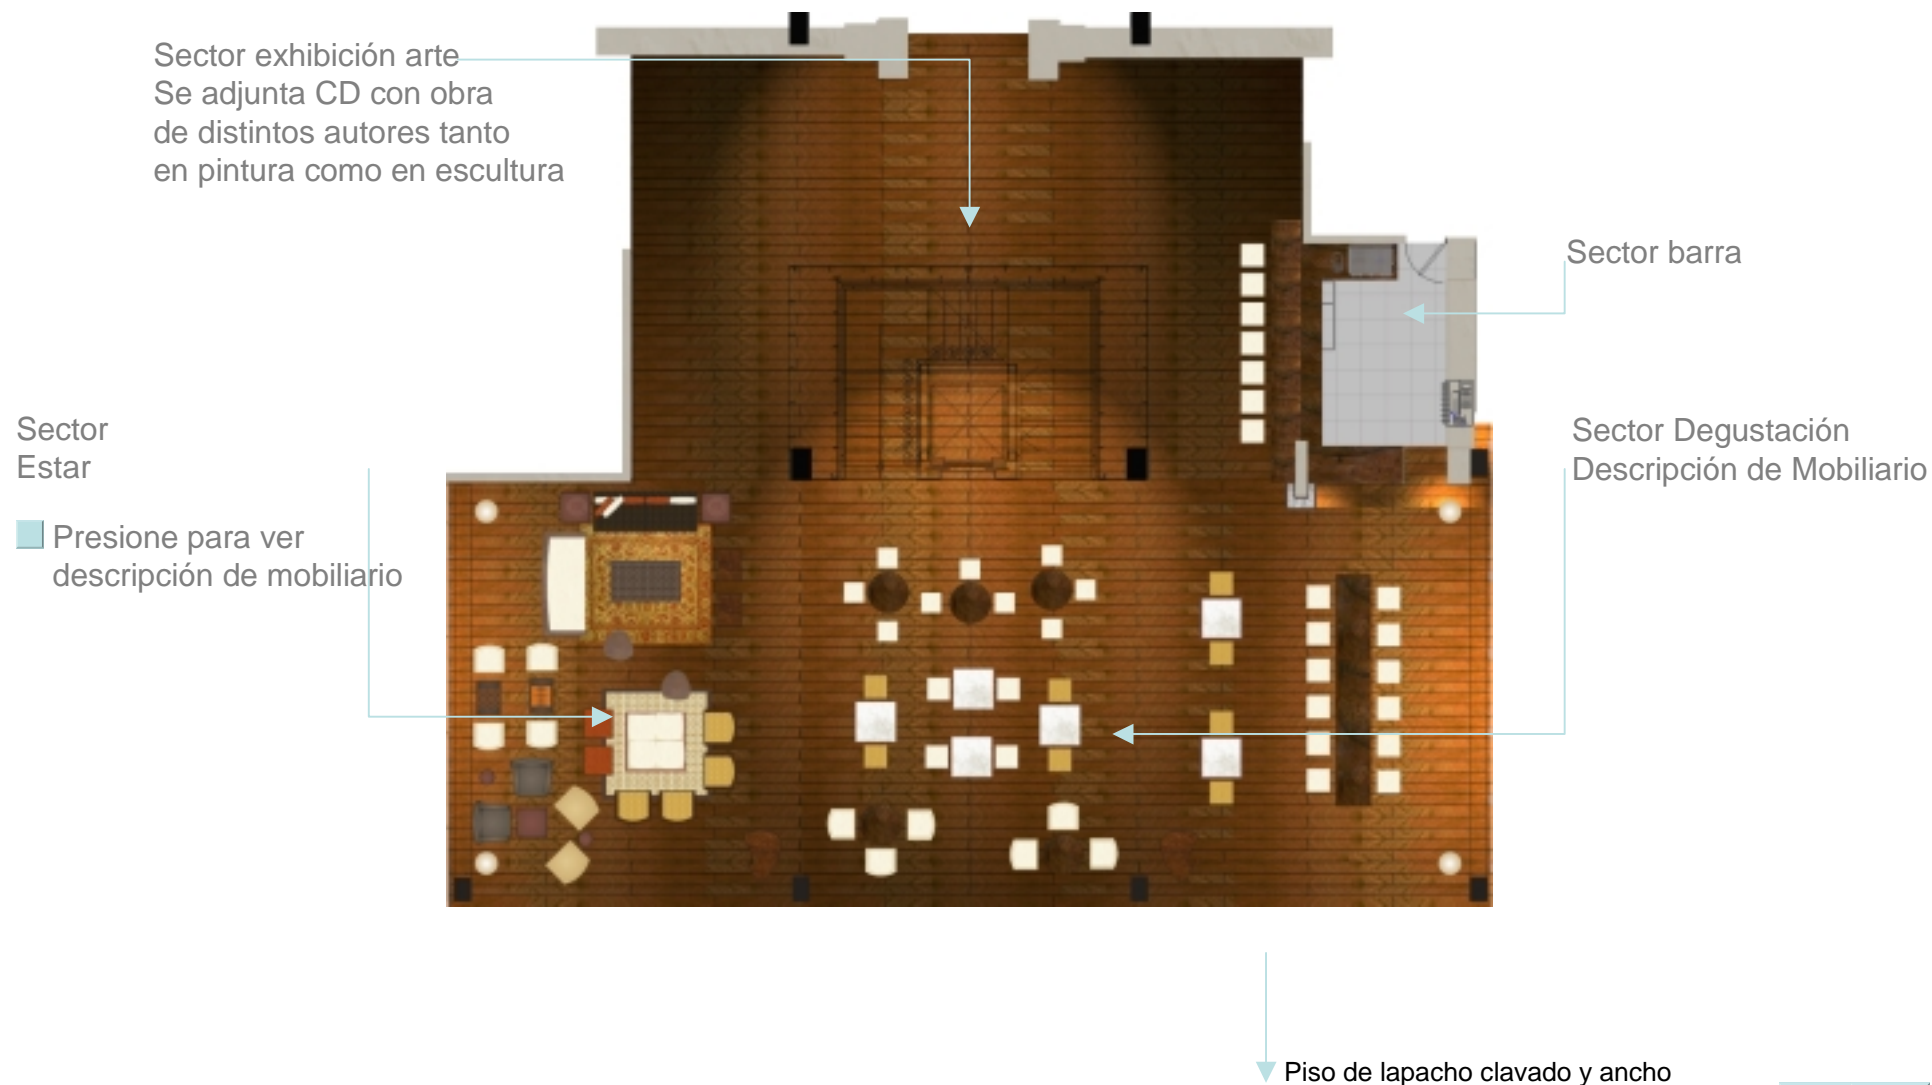 Sector exhibición arte
Se adjunta CD con obra
de distintos autores tanto
en pintura como en escultura
Sector barra
Sector
Estar
Presione para ver
descripción de mobiliario
Sector Degustación
Descripción de Mobiliario
Piso de lapacho clavado y ancho